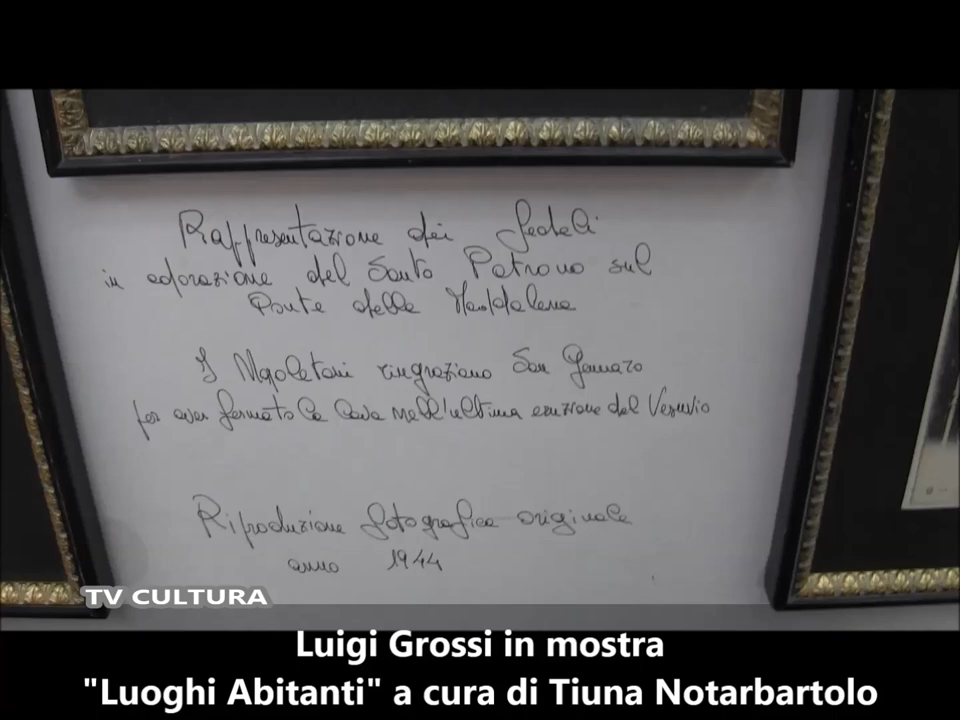 Rappresentazione dei fedeli
in adorazione del Santo Patrono sul
Ponte della Maddalena
I Napoletani ringraziano San Gennaro
per aver fermato la lava nell'ultima eruzione del Vesuvio
Riproduzione fotografica originale
anno 1944
TV CULTURA
Luigi Grossi in mostra
"Luoghi Abitanti" a cura di Tiuna Notarbartolo